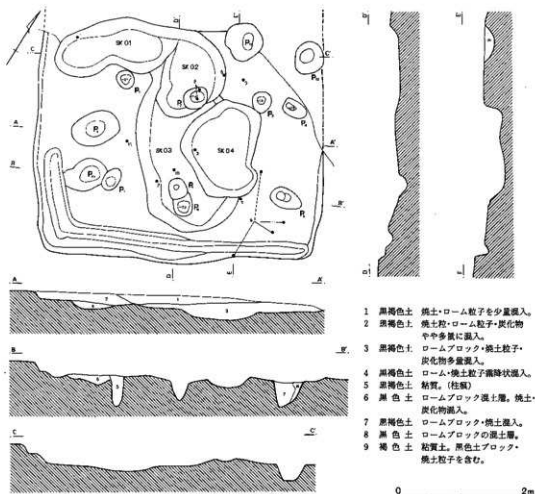 D
E
D'
E'
SK01
SK02
C
C'
A
SK03
SK04
A'
B
B'
D
E
D
E
A
A'
B
B'
C
C'
1 黒褐色土 焼土・ローム粒子を少量混入。
2 黒褐色土 焼土粒・ローム粒子・炭化物
やや多量に混入。
3 黒褐色土 ロームブロック・焼土粒子・
炭化物多量混入。
4 黒褐色土 ローム・焼土粒子霜降状混入。
5 黒褐色土 粘質。(柱痕)
6 黒色土 ロームブロック混土層。焼土・
炭化物混入。
7 黒褐色土 ロームブロック・焼土混入。
8 黒色土 ロームブロックの混土層。
9 褐色土 粘質土。黒色土ブロック・
焼土粒子を含む。
0 2m